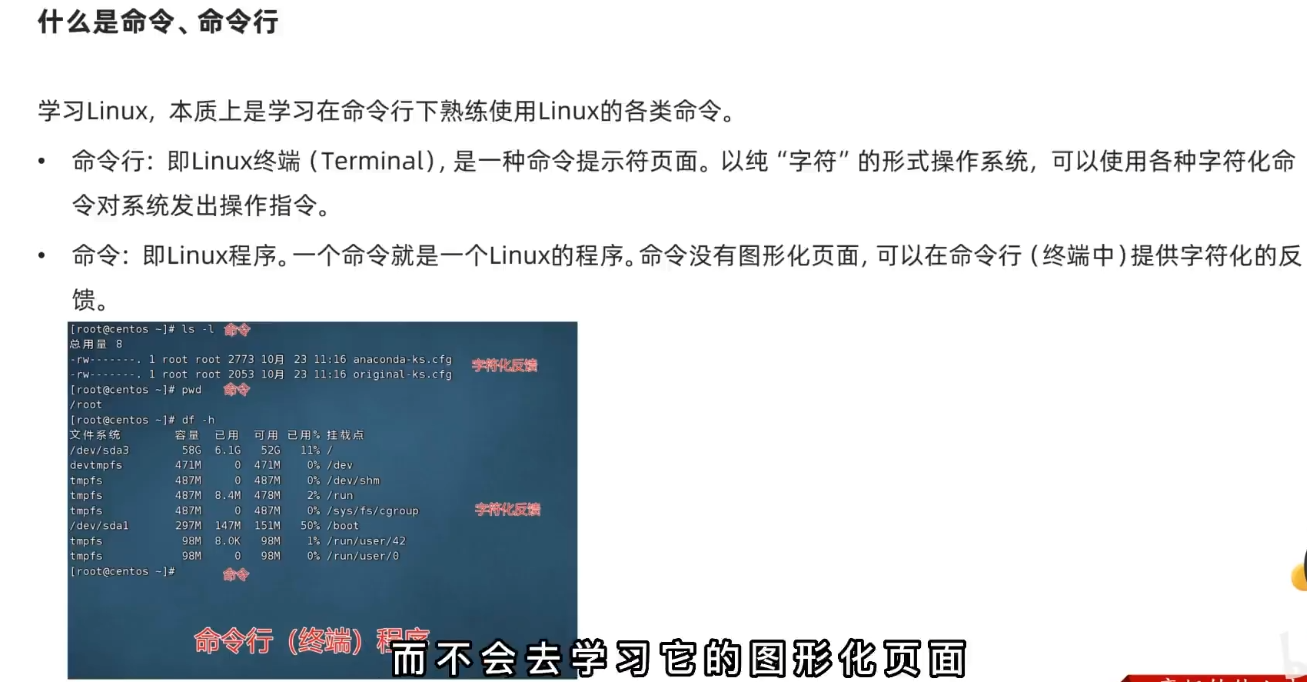 什么是命令、命令行
学习Linux, 本质上是学习在命令行下熟练使用Linux的各类命令。
• 命令行：即Linux终端（Terminal）, 是一种命令提示符页面。以纯“字符”的形式操作系统，可以使用各种字符化命
令对系统发出操作指令。
• 命令：即Linux程序。一个命令就是一个Linux的程序。命令没有图形化页面, 可以在命令行（终端中）提供字符化的反
馈。
[root@centos ~]# ls -l 命令
总用量 8
-rw-------. 1 root root 2773 10月 23 11:16 anaconda-ks.cfg
字符化反馈
-rw-------. 1 root root 2053 10月 23 11:16 original-ks.cfg
[root@centos ~]# pwd 命令
/root
[root@centos ~]# df -h
文件系统 容量 已用 可用 已用% 挂载点
/dev/sda3 58G 6.1G 52G 11% /
devtmpfs 471M 0 471M 0% /dev
tmpfs 487M 0 487M 0% /dev/shm
tmpfs 487M 8.4M 478M 2% /run
tmpfs 487M 0 487M 0% /sys/fs/cgroup 字符化反馈
/dev/sda1 297M 147M 151M 50% /boot
tmpfs 98M 8.0K 98M 1% /run/user/42
tmpfs 98M 0 98M 0% /run/user/0
[root@centos ~]# 命令
命令行（终端）程序
而不会去学习它的图形化页面